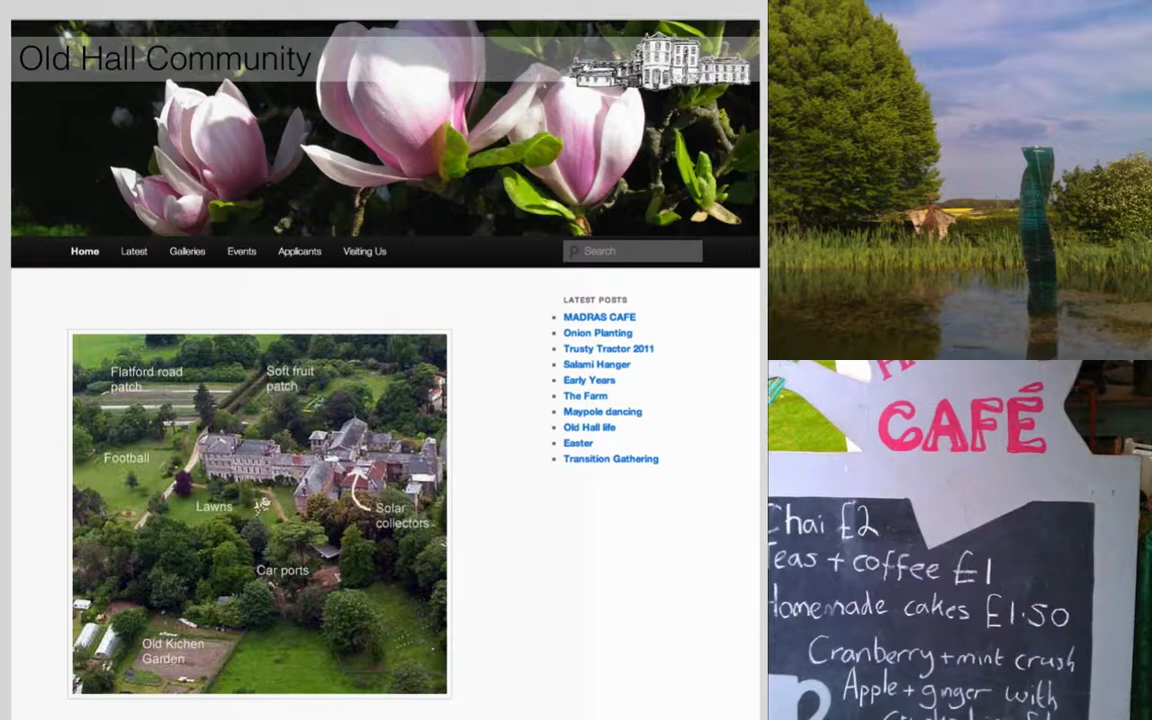 Old Hall Community
Home Latest Galleries Events Applicants Visiting Us
Search
Flatford road
patch
Soft fruit
patch
Football
Lawns
Solar
collectors
Car ports
Old Kichen
Garden
LATEST POSTS
MADRAS CAFE
Onion Planting
Trusty Tractor 2011
Salami Hanger
Early Years
The Farm
Maypole dancing
Old Hall life
Easter
Transition Gathering
CAFÉ
Chai £2
Teas + coffee £1
Homemade cakes £1.50
Cranberry + mint crush
Apple + ginger with